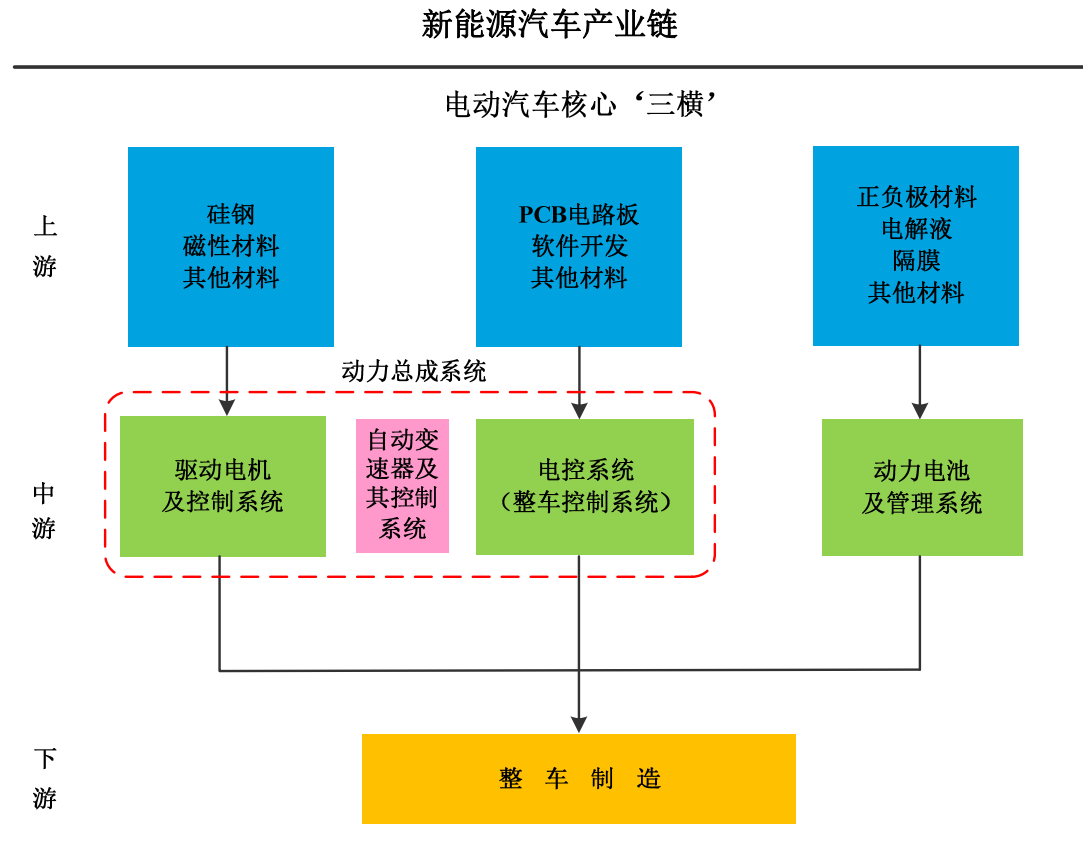 新能源汽车产业链
电动汽车核心‘三横’
上
游
硅钢
磁性材料
其他材料
PCB电路板
软件开发
其他材料
正负极材料
电解液
隔膜
其他材料
动力总成系统
中
游
驱动电机
及控制系统
自动变
速器及
其控制
系统
电控系统
（整车控制系统）
动力电池
及管理系统
下
游
整 车 制 造